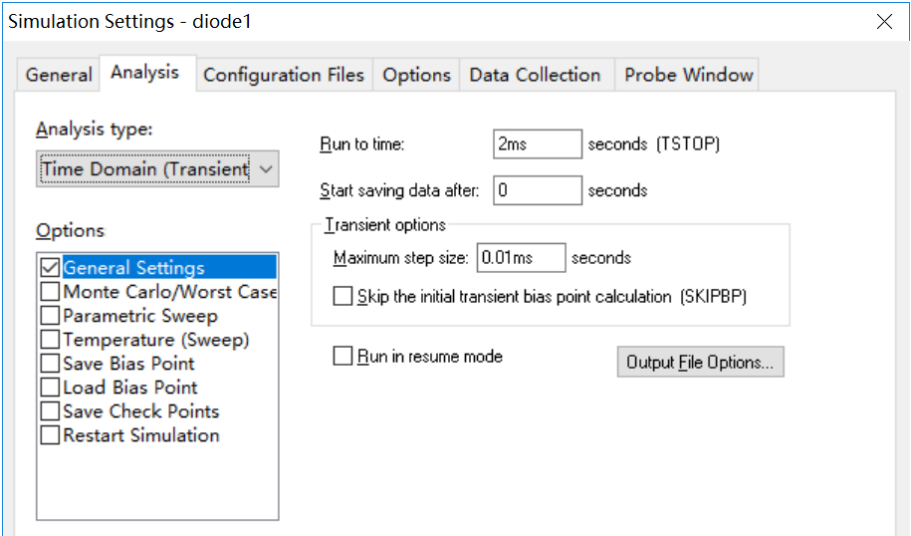 Simulation Settings - diode1
General Analysis Configuration Files Options Data Collection Probe Window
Analysis type:
Time Domain (Transient
Options
General Settings
Monte Carlo/Worst Case
Parametric Sweep
Temperature (Sweep)
Save Bias Point
Load Bias Point
Save Check Points
Restart Simulation
Run to time: 2ms seconds (TSTOP)
Start saving data after: 0 seconds
Transient options
Maximum step size: 0.01ms seconds
Skip the initial transient bias point calculation (SKIPBP)
Run in resume mode
Output File Options...